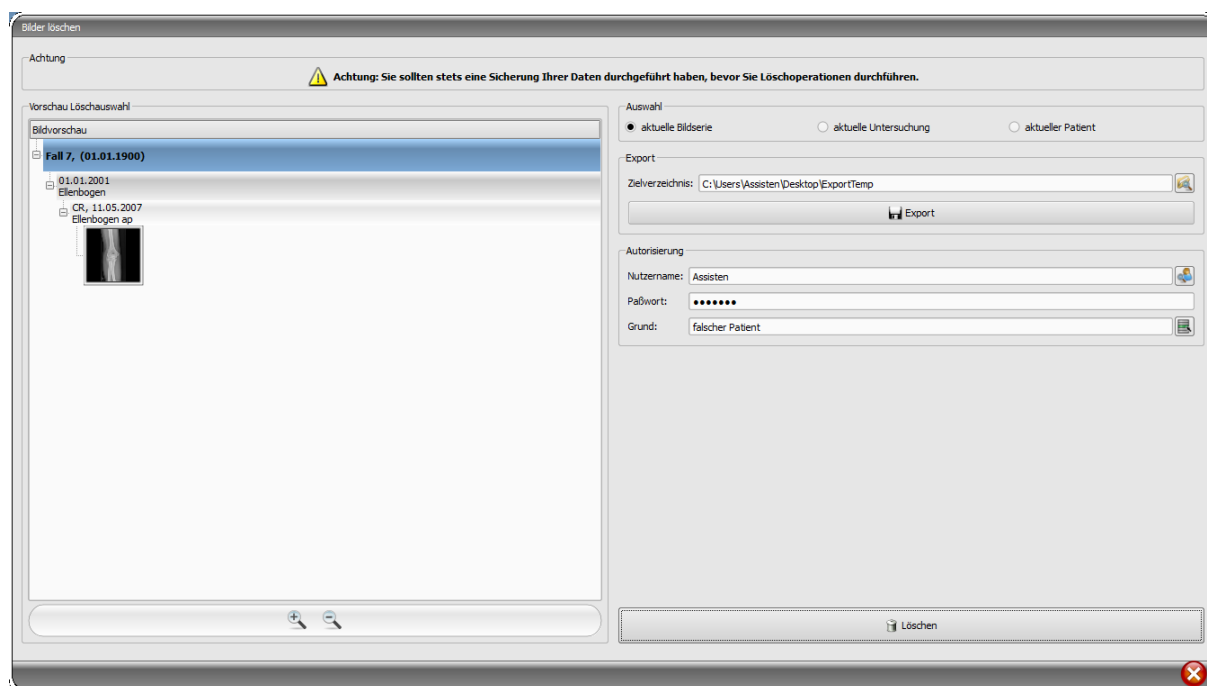 Bilder löschen
Achtung
Achtung: Sie sollten stets eine Sicherung Ihrer Daten durchgeführt haben, bevor Sie Löschoperationen durchführen.
Vorschau Löschauswahl
Bildvorschau
Fall 7, (01.01.1900)
01.01.2001
Ellenbogen
CR, 11.05.2007
Ellenbogen ap
Auswahl
aktuelle Bildserie
aktuelle Untersuchung
aktueller Patient
Export
Zielverzeichnis: C:\Users\Assisten\Desktop\ExportTemp
Export
Autorisierung
Nutzername: Assisten
Paßwort: •••••••
Grund: falscher Patient
Löschen